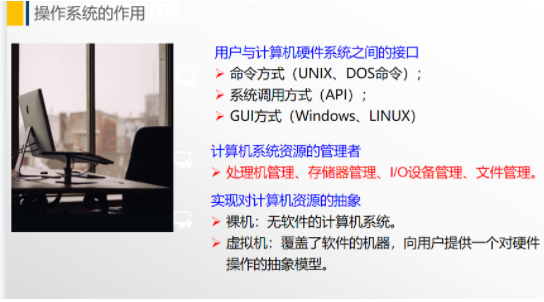 操作系统的作用
用户与计算机硬件系统之间的接口
命令方式（UNIX、DOS命令）；
系统调用方式（API）；
GUI方式（Windows、LINUX）
计算机系统资源的管理者
处理机管理、存储器管理、I/O设备管理、文件管理。
实现对计算机资源的抽象
裸机：无软件的计算机系统。
虚拟机：覆盖了软件的机器，向用户提供一个对硬件
操作的抽象模型。